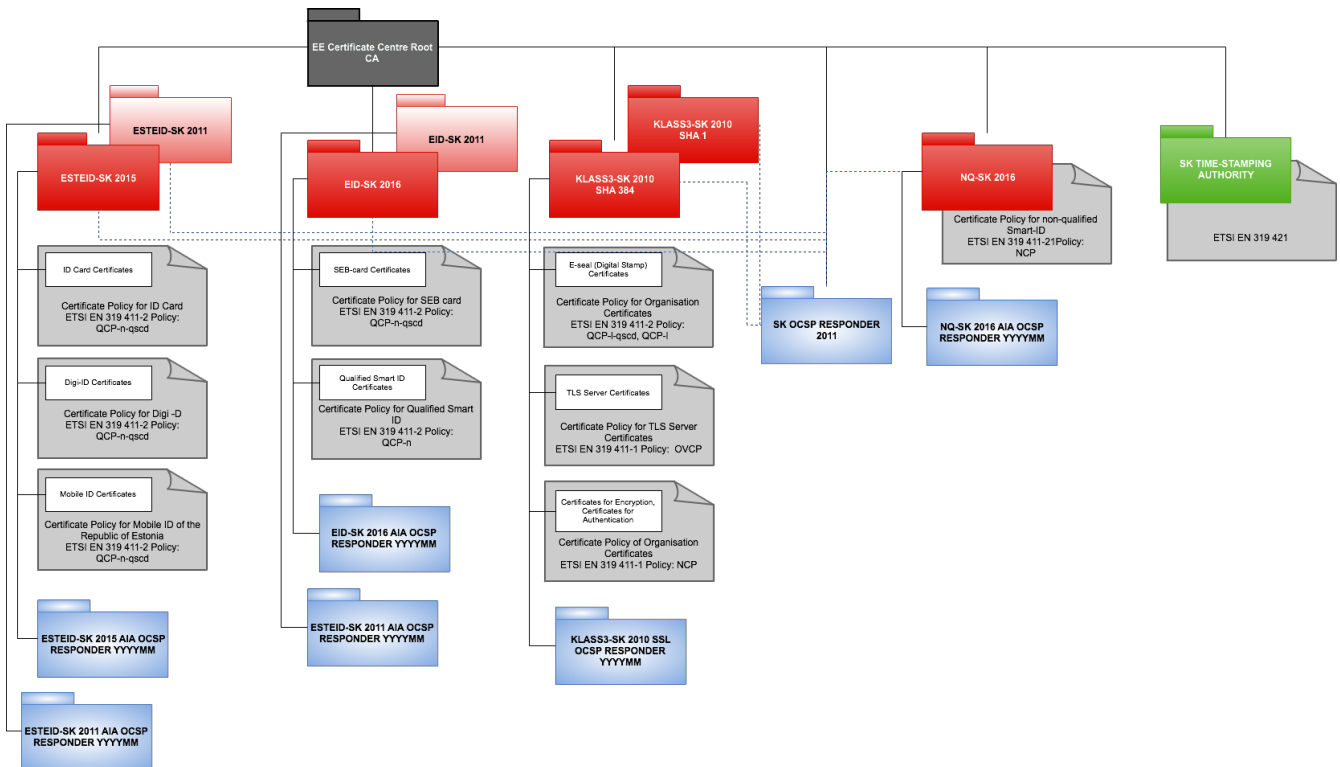 EE Certificate Centre Root
CA
ESTEID-SK 2011
ESTEID-SK 2015
ID Card Certificates
Certificate Policy for ID Card
ETSI EN 319 411-2 Policy:
QCP-n-qscd
Digi-ID Certificates
Certificate Policy for Digi -D
ETSI EN 319 411-2 Policy:
QCP-n-qscd
Mobile ID Certificates
Certificate Policy for Mobile ID of the
Republic of Estonia
ETSI EN 319 411-2 Policy:
QCP-n-qscd
ESTEID-SK 2015 AIA OCSP
RESPONDER YYYYMM
ESTEID-SK 2011 AIA OCSP
RESPONDER YYYYMM
EID-SK 2011
EID-SK 2016
SEB-card Certificates
Certificate Policy for SEB card
ETSI EN 319 411-2 Policy:
QCP-n-qscd
Qualified Smart ID
Certificates
Certificate Policy for Qualified Smart
ID
ETSI EN 319 411-2 Policy:
QCP-n
EID-SK 2016 AIA OCSP
RESPONDER YYYYMM
ESTEID-SK 2011 AIA OCSP
RESPONDER YYYYMM
KLASS3-SK 2010
SHA 1
KLASS3-SK 2010
SHA 384
E-seal (Digital Stamp)
Certificates
Certificate Policy for Organisation
Certificates
ETSI EN 319 411-2 Policy:
QCP-l-qscd, QCP-l
TLS Server Certificates
Certificate Policy for TLS Server
Certificates
ETSI EN 319 411-1 Policy: OVCP
Certificates for Encryption,
Certificates for
Authentication
Certificate Policy of Organisation
Certificates
ETSI EN 319 411-1 Policy: NCP
KLASS3-SK 2010 SSL
OCSP RESPONDER
YYYYMM
SK OCSP RESPONDER
2011
NQ-SK 2016
Certificate Policy for non-qualified
Smart-ID
ETSI EN 319 411-21Policy:
NCP
NQ-SK 2016 AIA OCSP
RESPONDER YYYYMM
SK TIME-STAMPING
AUTHORITY
ETSI EN 319 421